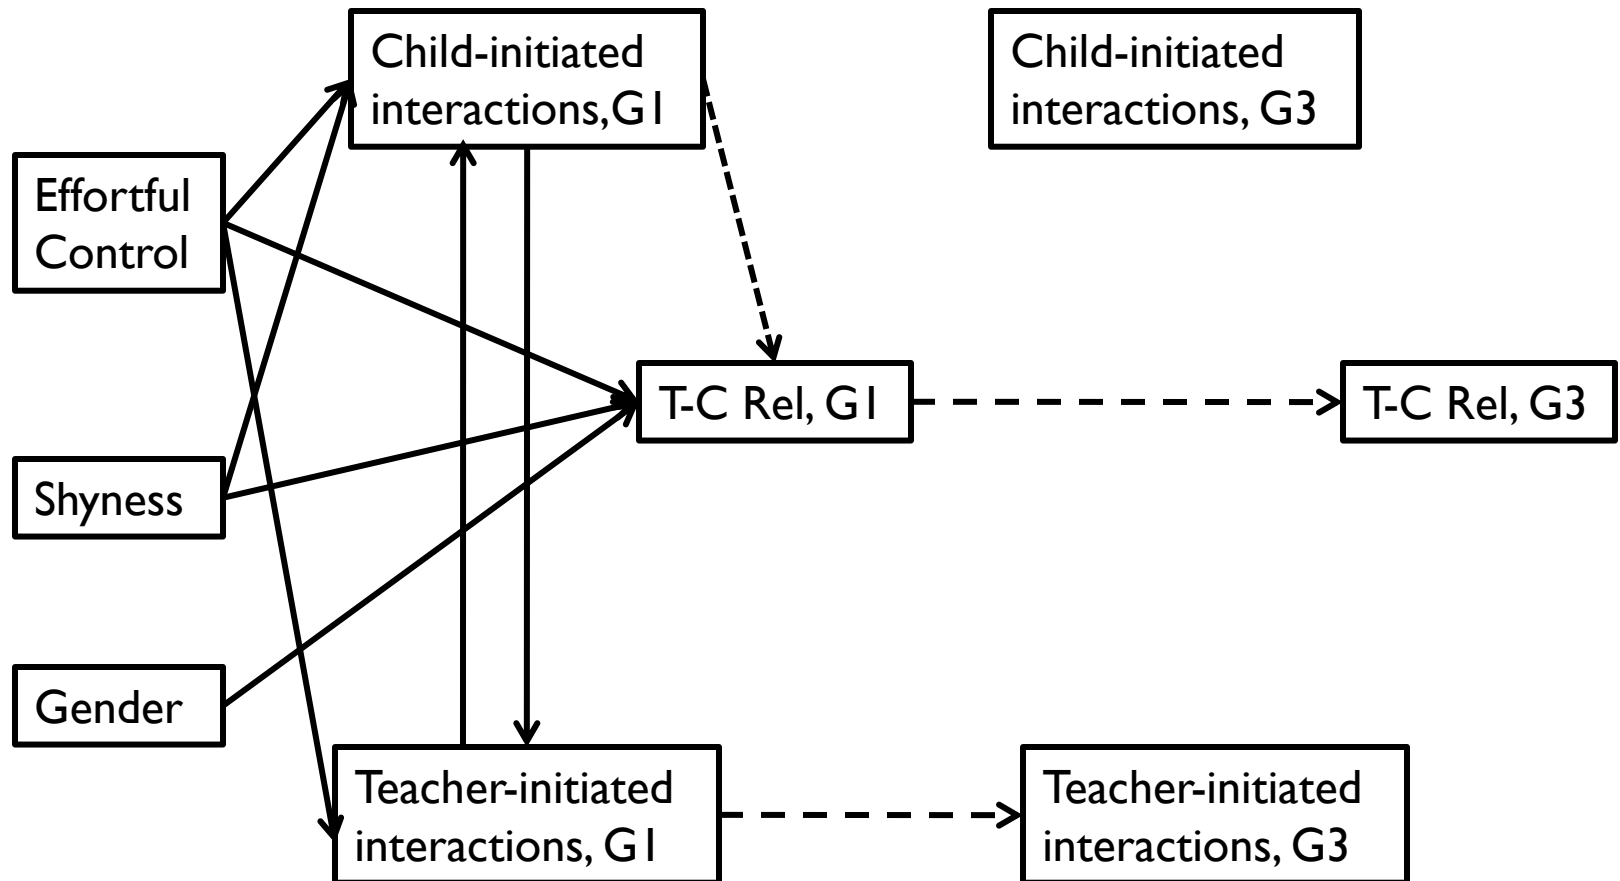 Child-initiated
interactions,G1
Child-initiated
interactions, G3
Effortful
Control
T-C Rel, G1
T-C Rel, G3
Shyness
Gender
Teacher-initiated
interactions, G1
Teacher-initiated
interactions, G3